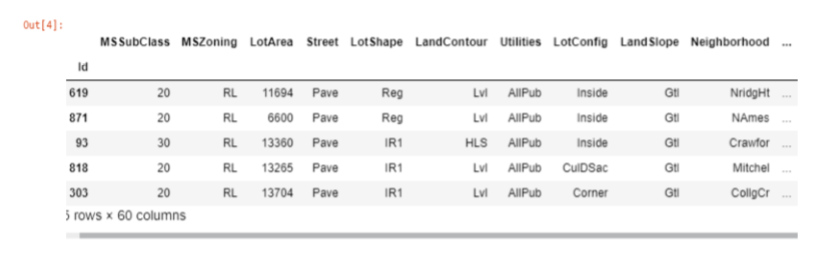 Out[4]:
MSSubClass MSZoning LotArea Street LotShape LandContour Utilities LotConfig LandSlope Neighborhood ...
Id
619 20 RL 11694 Pave Reg Lvl AllPub Inside Gtl NridgHt ...
871 20 RL 6600 Pave Reg Lvl AllPub Inside Gtl NAmes ...
93 30 RL 13360 Pave IR1 HLS AllPub Inside Gtl Crawfor ...
818 20 RL 13265 Pave IR1 Lvl AllPub CulDSac Gtl Mitchel ...
303 20 RL 13704 Pave IR1 Lvl AllPub Corner Gtl CollgCr ...
5 rows × 60 columns